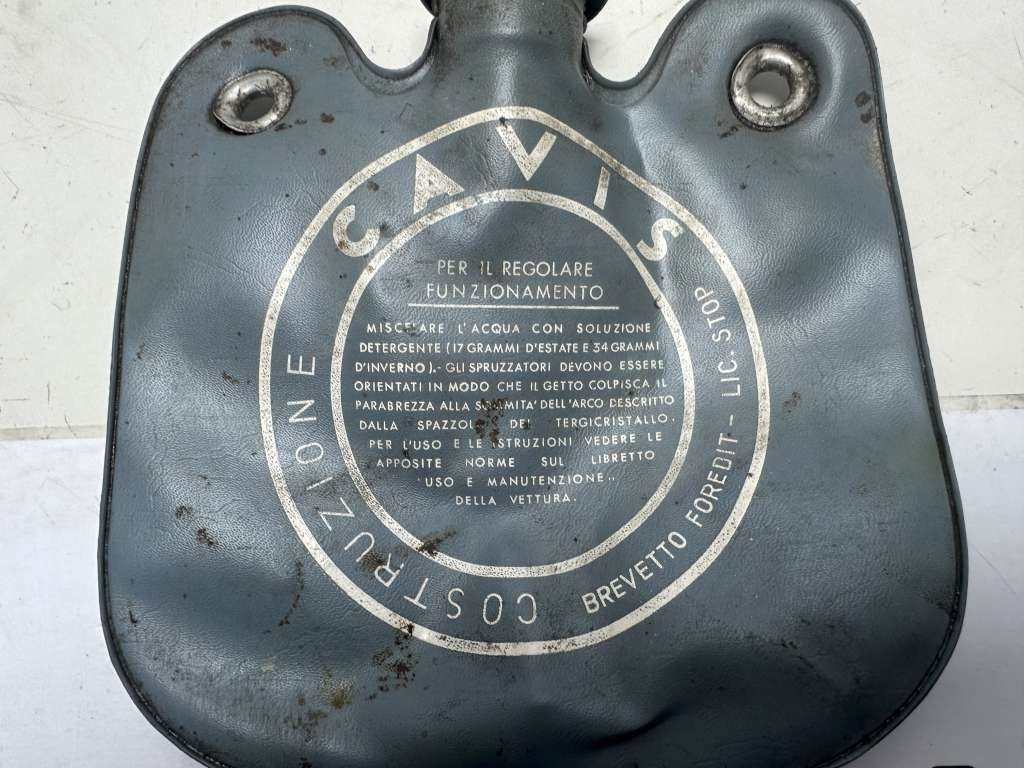 COSTRUZIONE CAVIS
BREVETTO FOREDIT - LIC. STOP
PER IL REGOLARE
FUNZIONAMENTO
MISCELARE L'ACQUA CON SOLUZIONE
DETERGENTE (17 GRAMMI D'ESTATE E 34 GRAMMI
D'INVERNO).- GLI SPRUZZATORI DEVONO ESSERE
ORIENTATI IN MODO CHE IL GETTO COLPISCA IL
PARABREZZA ALLA SOMMITA' DELL'ARCO DESCRITTO
DALLA SPAZZOLA DEL TERGICRISTALLO.
PER L'USO E LE ISTRUZIONI VEDERE LE
APPOSITE NORME SUL LIBRETTO
"USO E MANUTENZIONE"
DELLA VETTURA.